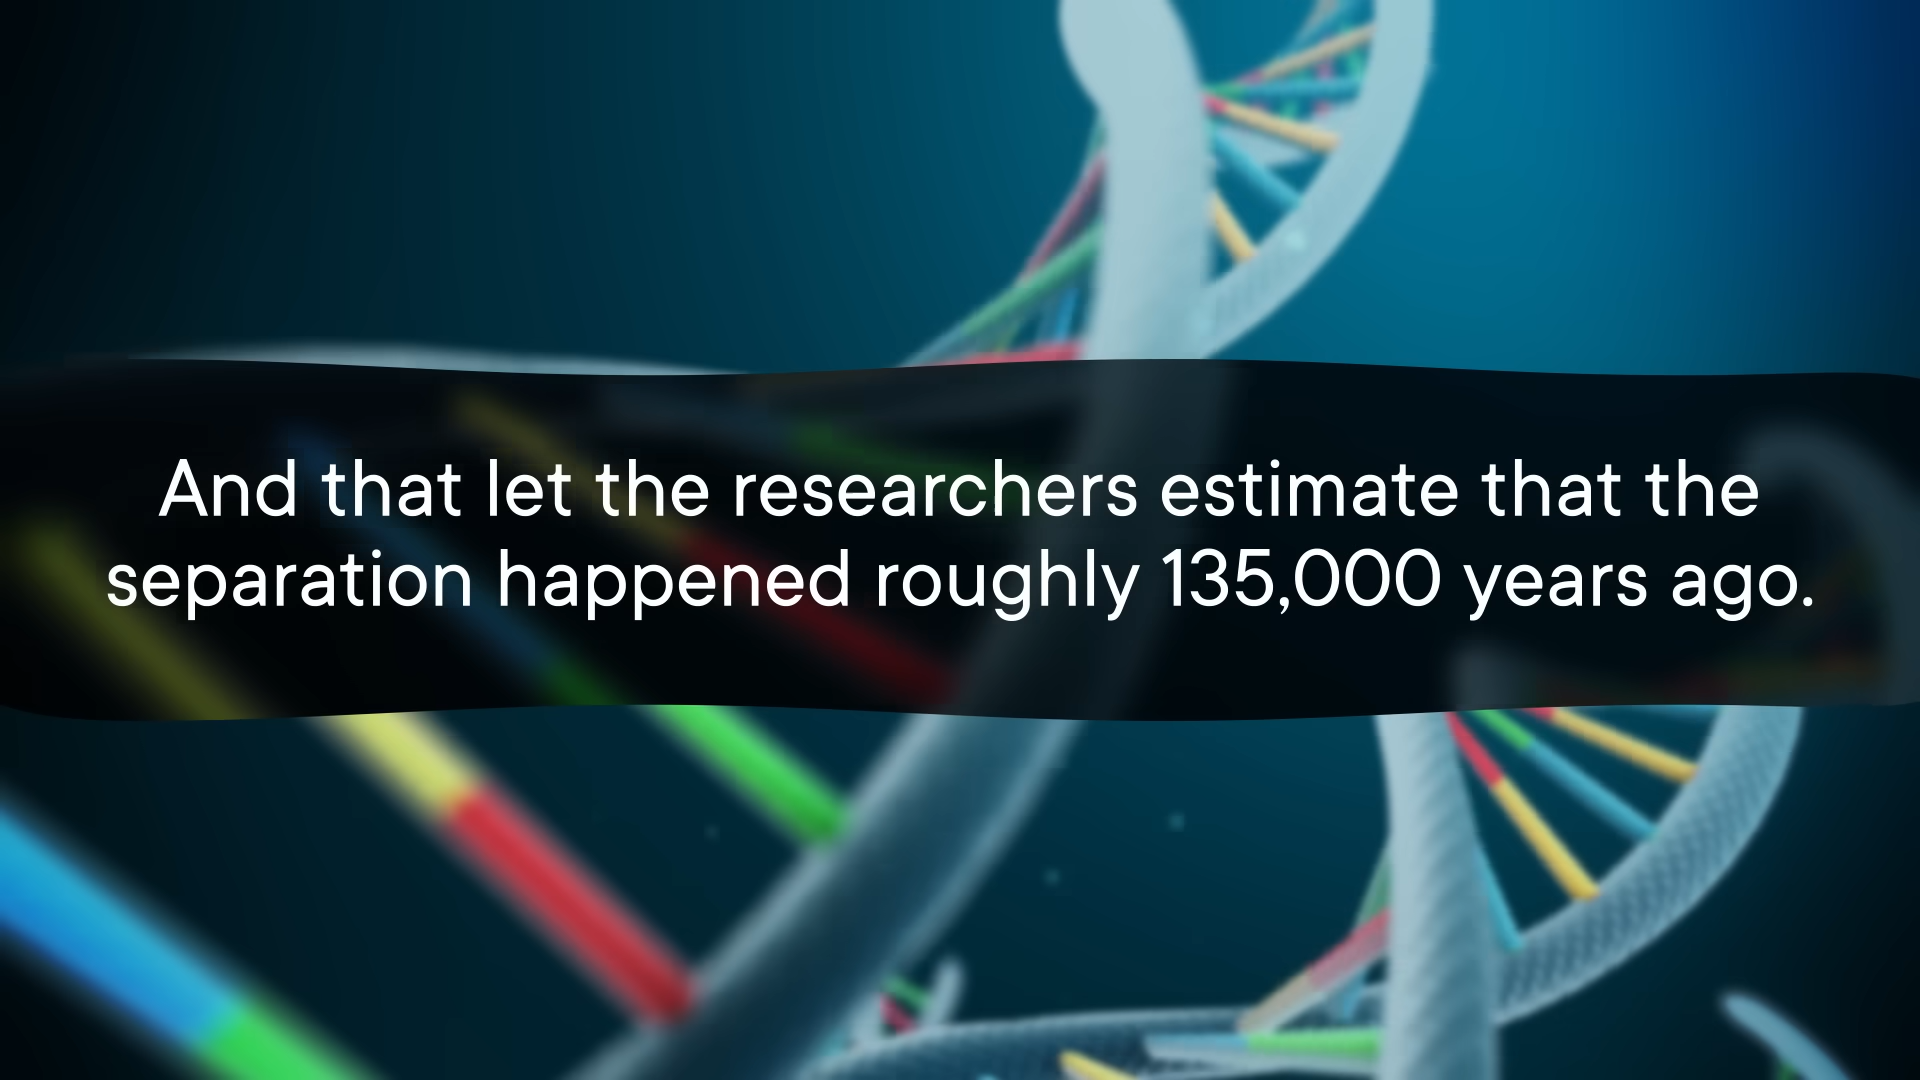 And that let the researchers estimate that the
separation happened roughly 135,000 years ago.